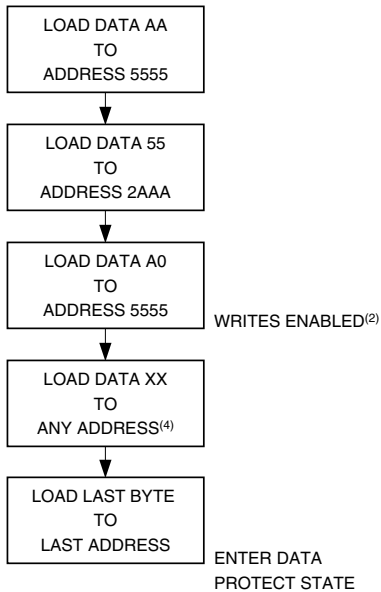 LOAD DATA AA
TO
ADDRESS 5555
LOAD DATA 55
TO
ADDRESS 2AAA
LOAD DATA A0
TO
ADDRESS 5555
WRITES ENABLED(2)
LOAD DATA XX
TO
ANY ADDRESS(4)
LOAD LAST BYTE
TO
LAST ADDRESS
ENTER DATA
PROTECT STATE